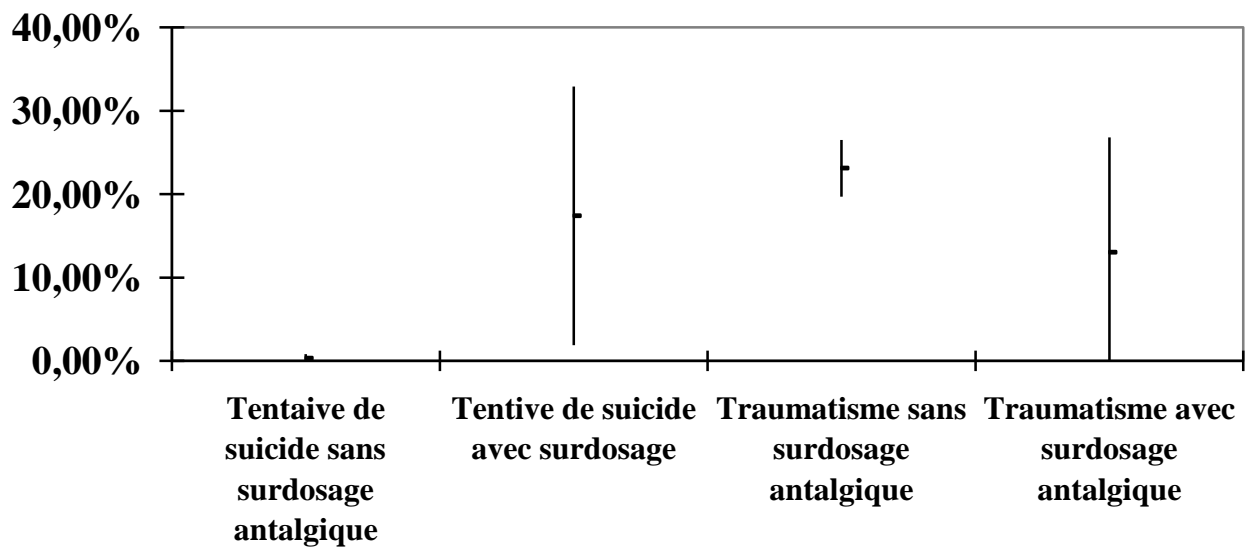 40,00%
30,00%
20,00%
10,00%
0,00%
Tentaive de
suicide sans
surdosage
antalgique
Tentive de suicide
avec surdosage
Traumatisme sans
surdosage
antalgique
Traumatisme avec
surdosage
antalgique